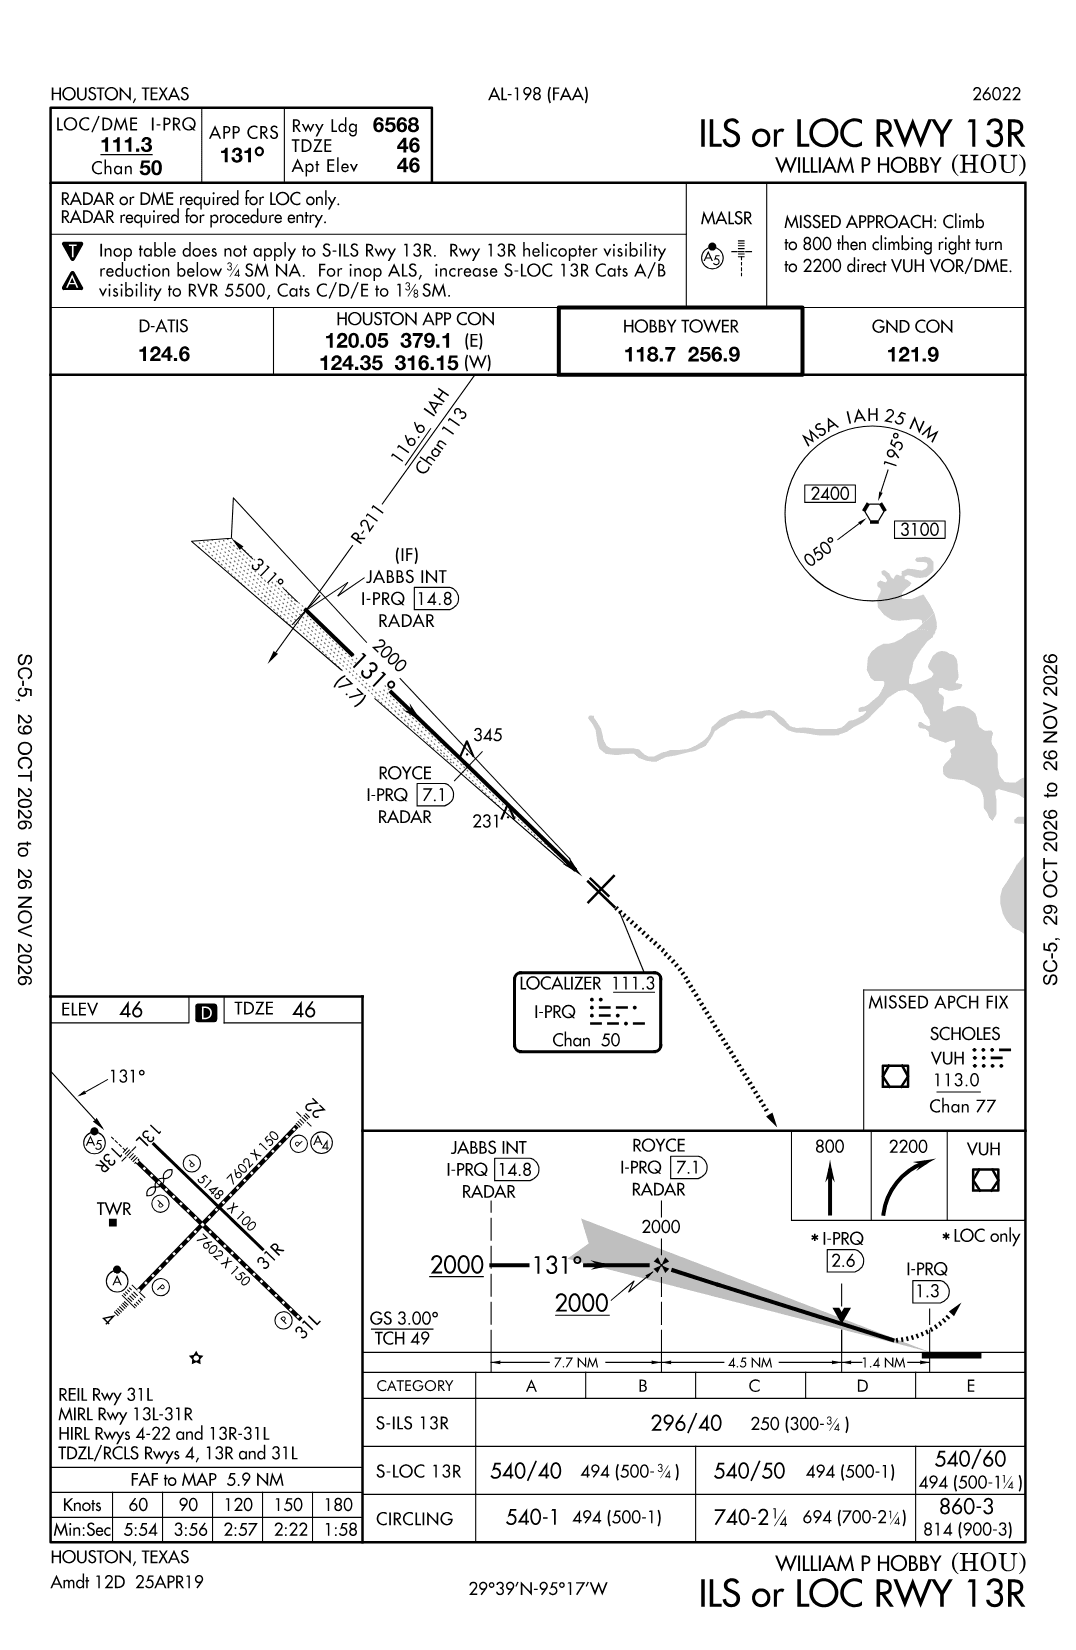 HOUSTON, TEXAS
AL-198 (FAA)
26022
LOC/DME I-PRQ
111.3
Chan 50
APP CRS
131°
Rwy Ldg 6568
TDZE 46
Apt Elev 46
ILS or LOC RWY 13R
WILLIAM P HOBBY (HOU)
RADAR or DME required for LOC only.
RADAR required for procedure entry.
T Inop table does not apply to S-ILS Rwy 13R. Rwy 13R helicopter visibility
A reduction below ¾ SM NA. For inop ALS, increase S-LOC 13R Cats A/B
visibility to RVR 5500, Cats C/D/E to 1⅜ SM.
MALSR
A5
MISSED APPROACH: Climb
to 800 then climbing right turn
to 2200 direct VUH VOR/DME.
D-ATIS
124.6
HOUSTON APP CON
120.05 379.1 (E)
124.35 316.15 (W)
HOBBY TOWER
118.7 256.9
GND CON
121.9
116.6 IAH
Chan 113
R-211
MSA IAH 25 NM
195°
2400
3100
050°
311°
(IF)
JABBS INT
I-PRQ 14.8
RADAR
2000
131°
(7.7)
345
ROYCE
I-PRQ 7.1
RADAR
231
LOCALIZER 111.3
I-PRQ
Chan 50
MISSED APCH FIX
SCHOLES
VUH
113.0
Chan 77
SC-5, 29 OCT 2026 to 26 NOV 2026
SC-5, 29 OCT 2026 to 26 NOV 2026
ELEV 46
D
TDZE 46
131°
A5
13R
13L
22
P
A4
P
5148 X 100
7602 X 150
P
TWR
7602 X 150
31R
A
P
4
P
31L
REIL Rwy 31L
MIRL Rwy 13L-31R
HIRL Rwys 4-22 and 13R-31L
TDZL/RCLS Rwys 4, 13R and 31L
FAF to MAP 5.9 NM
Knots 60 90 120 150 180
Min:Sec 5:54 3:56 2:57 2:22 1:58
JABBS INT
I-PRQ 14.8
RADAR
ROYCE
I-PRQ 7.1
RADAR
2000
800
2200
VUH
* I-PRQ
2.6
* LOC only
I-PRQ
1.3
2000
131°
2000
GS 3.00°
TCH 49
7.7 NM
4.5 NM
1.4 NM
CATEGORY A B C D E
S-ILS 13R 296/40 250 (300-¾)
S-LOC 13R 540/40 494 (500-¾) 540/50 494 (500-1) 540/60 494 (500-1¼)
CIRCLING 540-1 494 (500-1) 740-2¼ 694 (700-2¼) 860-3 814 (900-3)
HOUSTON, TEXAS
Amdt 12D 25APR19
29°39'N-95°17'W
WILLIAM P HOBBY (HOU)
ILS or LOC RWY 13R